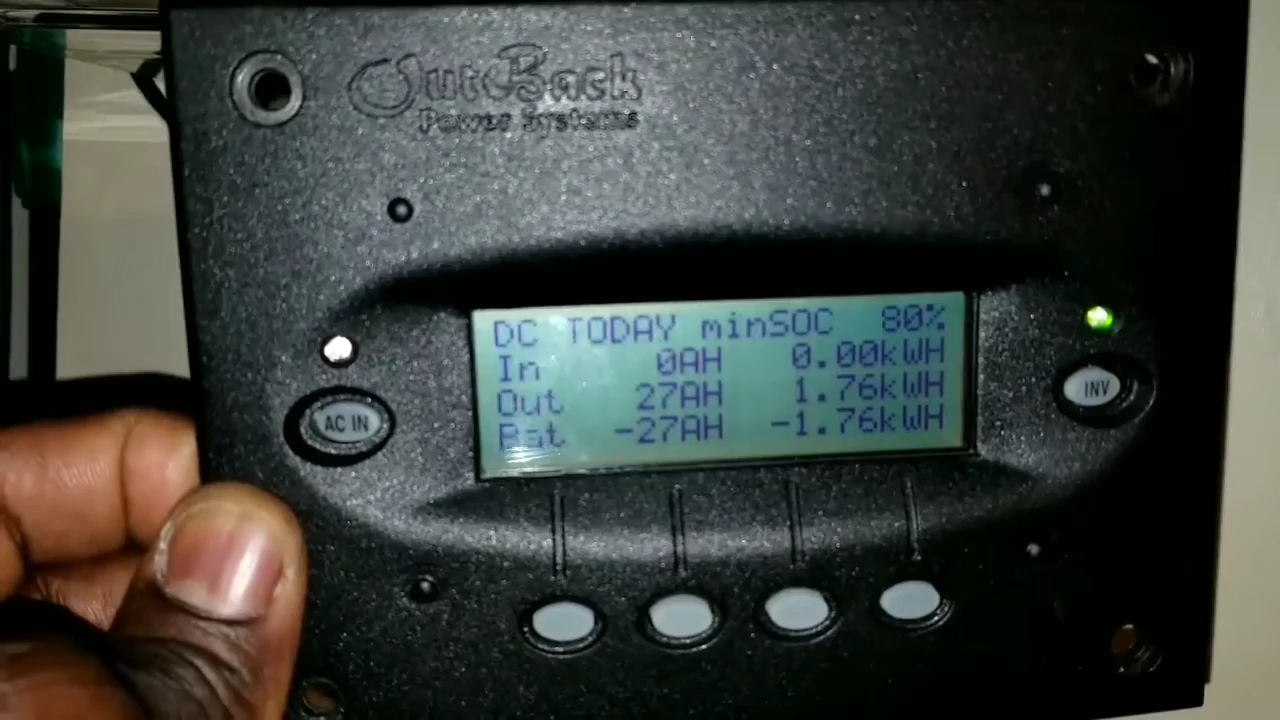 OutBack
Power Systems
DC TODAY minSOC 80%
In 0AH 0.00kWH
Out 27AH 1.76kWH
Bat -27AH -1.76kWH
AC IN
INV